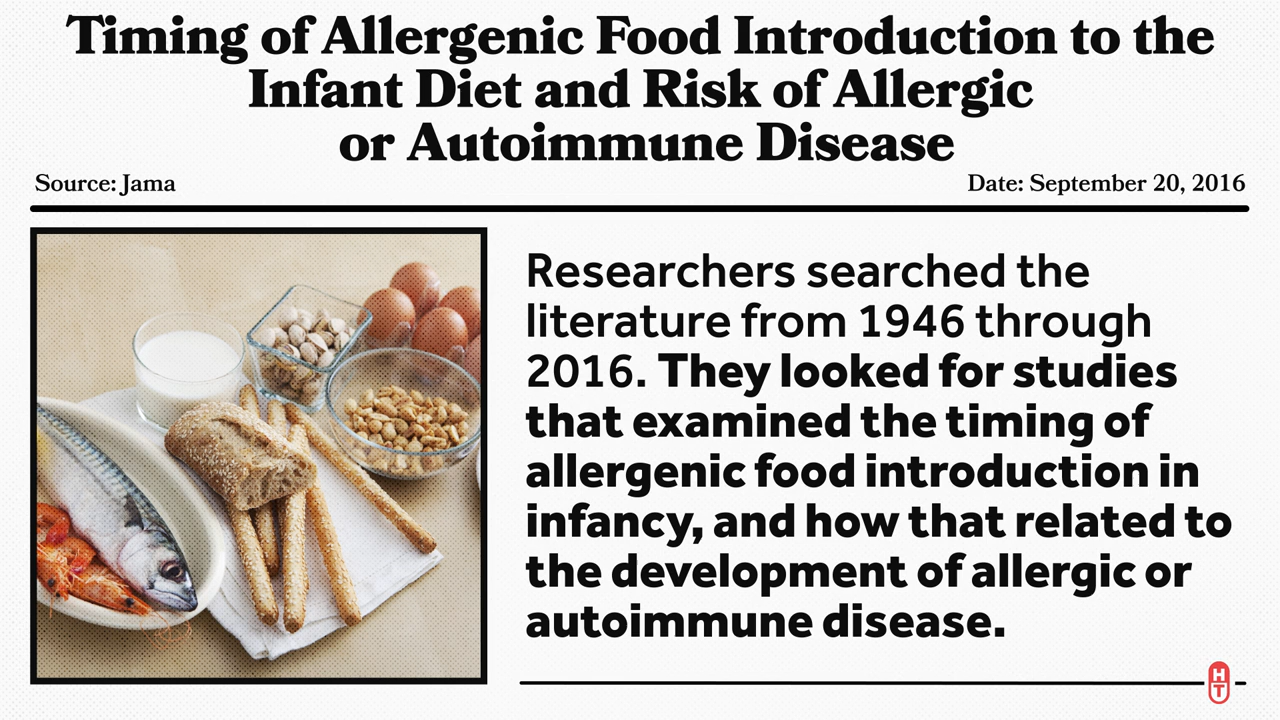 Timing of Allergenic Food Introduction to the
Infant Diet and Risk of Allergic
or Autoimmune Disease
Source: Jama
Date: September 20, 2016
Researchers searched the
literature from 1946 through
2016. They looked for studies
that examined the timing of
allergenic food introduction in
infancy, and how that related to
the development of allergic or
autoimmune disease.
H
T